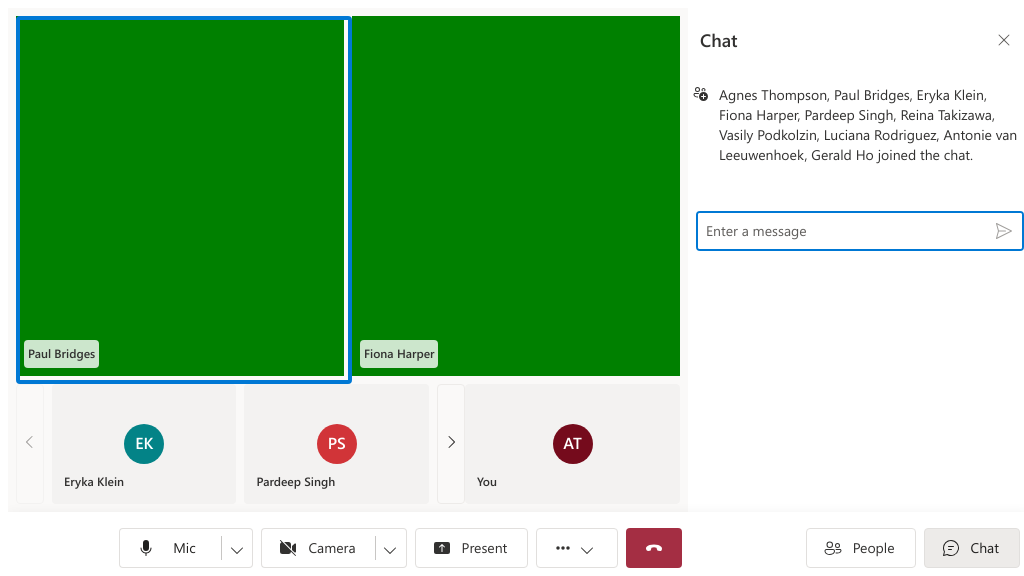 Chat
Agnes Thompson, Paul Bridges, Eryka Klein,
Fiona Harper, Pardeep Singh, Reina Takizawa,
Vasily Podkolzin, Luciana Rodriguez, Antonie van
Leeuwenhoek, Gerald Ho joined the chat.
Enter a message
Paul Bridges
Fiona Harper
EK
Eryka Klein
PS
Pardeep Singh
AT
You
Mic
Camera
Present
People
Chat